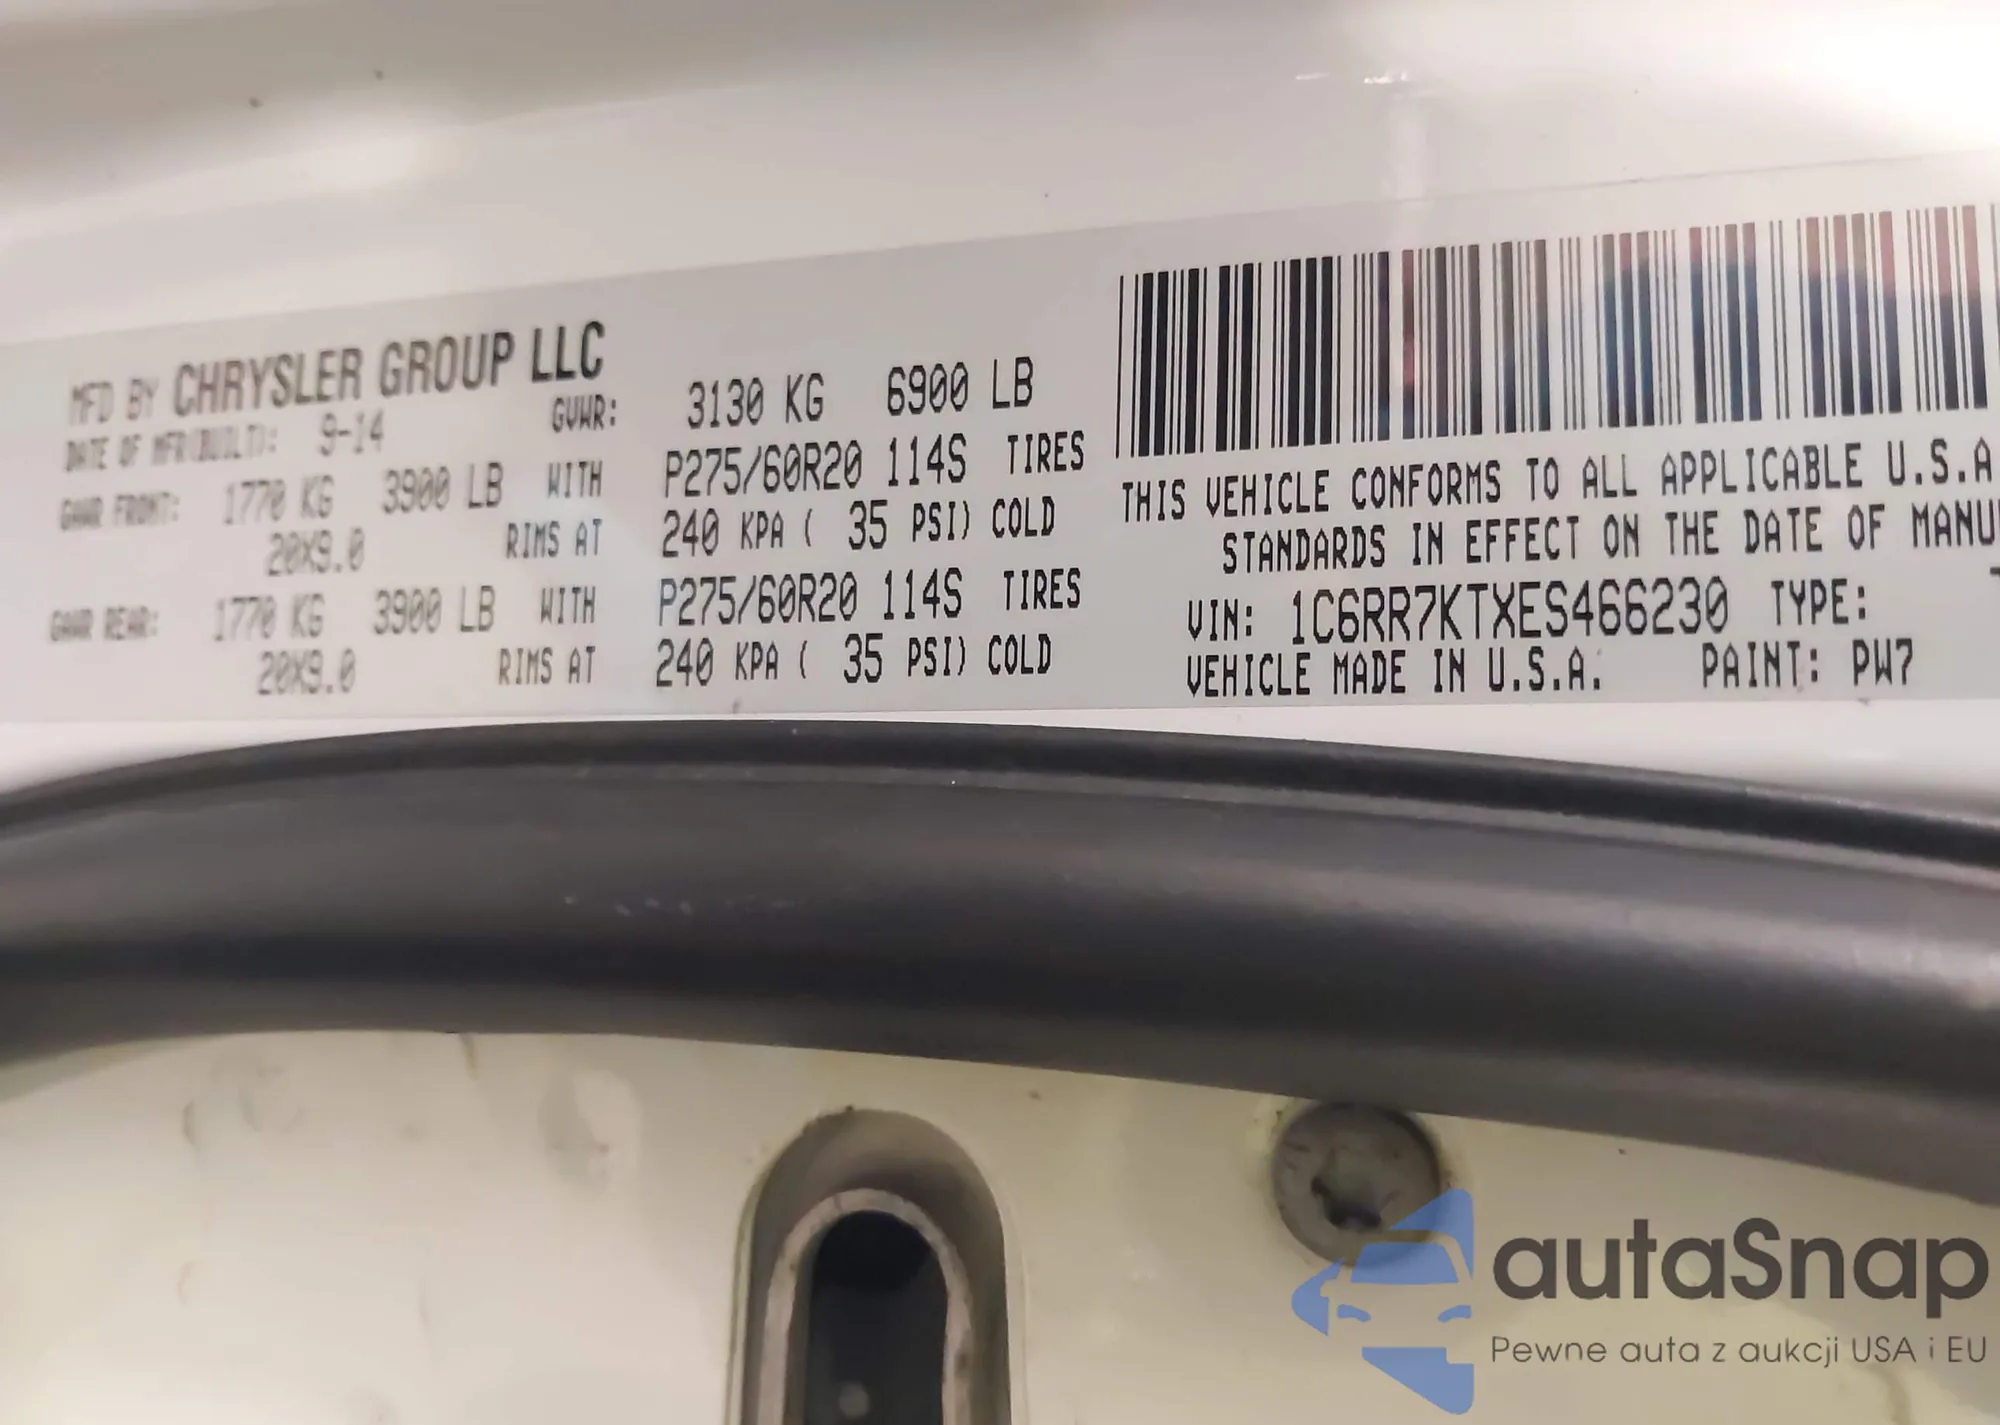 MFD BY CHRYSLER GROUP LLC
DATE OF MFR(BUILT): 9-14 GVWR: 3130 KG 6900 LB
GAWR FRONT: 1770 KG 3900 LB WITH P275/60R20 114S TIRES
20X9.0 RIMS AT 240 KPA ( 35 PSI) COLD
GAWR REAR: 1770 KG 3900 LB WITH P275/60R20 114S TIRES
20X9.0 RIMS AT 240 KPA ( 35 PSI) COLD
THIS VEHICLE CONFORMS TO ALL APPLICABLE U.S.A
STANDARDS IN EFFECT ON THE DATE OF MANU
VIN: 1C6RR7KTXES466230 TYPE:
VEHICLE MADE IN U.S.A. PAINT: PW7
autaSnap
Pewne auta z aukcji USA i EU